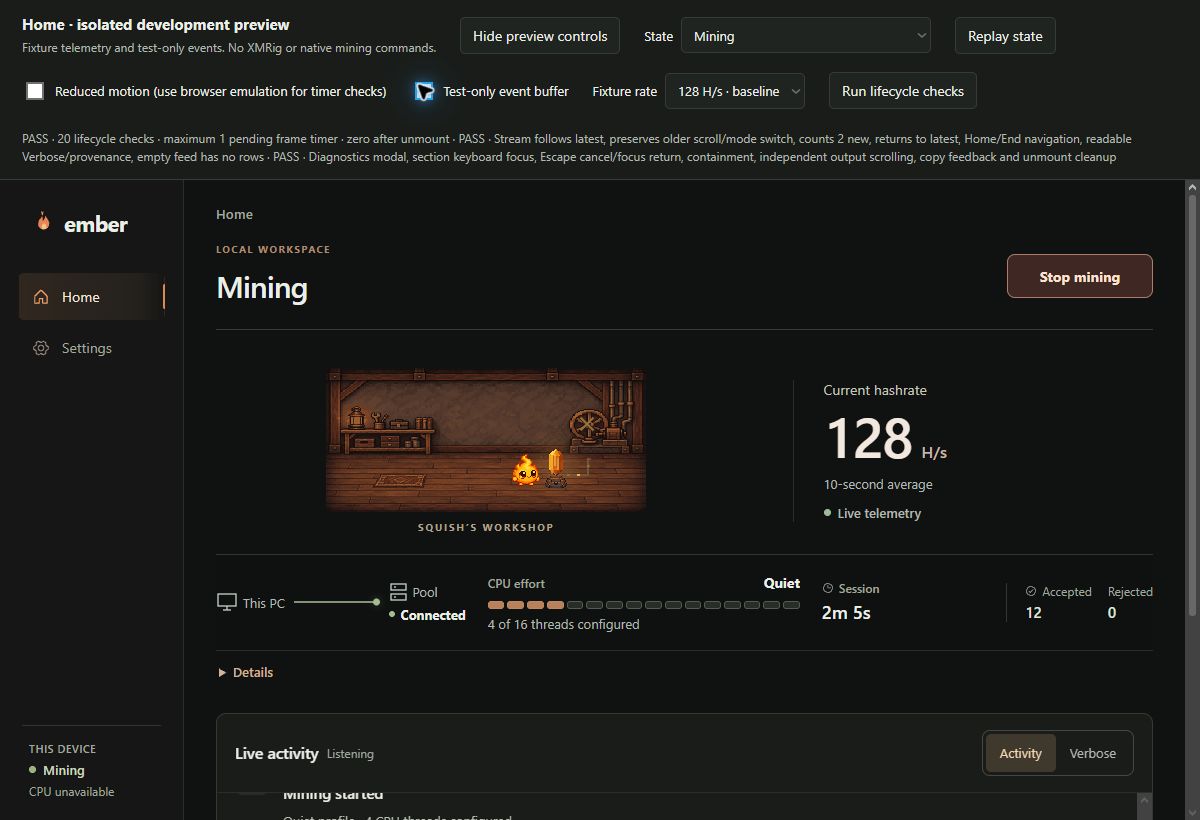 Home · isolated development preview
Fixture telemetry and test-only events. No XMRig or native mining commands.
Hide preview controls
State
Mining
Replay state
Reduced motion (use browser emulation for timer checks)
Test-only event buffer
Fixture rate
128 H/s · baseline
Run lifecycle checks
PASS · 20 lifecycle checks · maximum 1 pending frame timer · zero after unmount · PASS · Stream follows latest, preserves older scroll/mode switch, counts 2 new, returns to latest, Home/End navigation, readable
Verbose/provenance, empty feed has no rows · PASS · Diagnostics modal, section keyboard focus, Escape cancel/focus return, containment, independent output scrolling, copy feedback and unmount cleanup
ember
Home
Settings
Home
LOCAL WORKSPACE
Mining
Stop mining
SQUISH'S WORKSHOP
Current hashrate
128 H/s
10-second average
Live telemetry
This PC
Pool
Connected
CPU effort
Quiet
4 of 16 threads configured
Session
2m 5s
Accepted
12
Rejected
0
Details
Live activity
Listening
Activity
Verbose
Mining started
Quiet profile · 4 CPU threads configured
THIS DEVICE
Mining
CPU unavailable